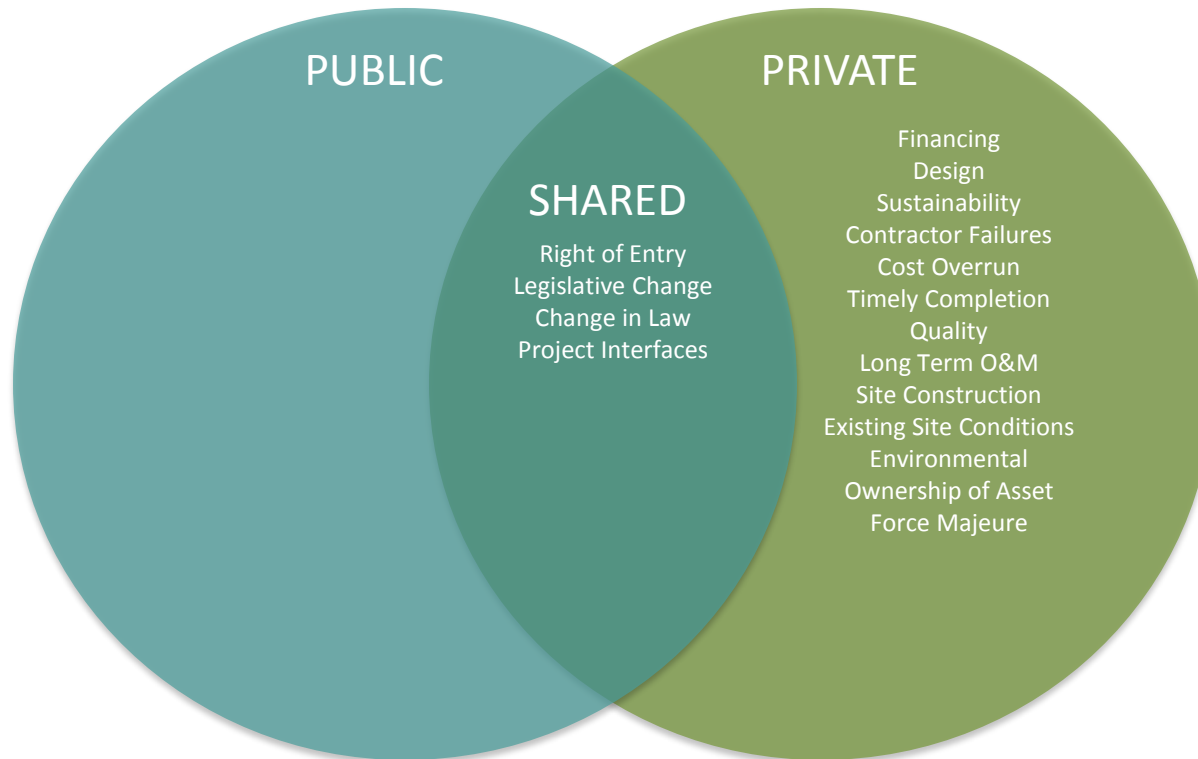 PUBLIC
SHARED
Right of Entry
Legislative Change
Change in Law
Project Interfaces
PRIVATE
Financing
Design
Sustainability
Contractor Failures
Cost Overrun
Timely Completion
Quality
Long Term O&M
Site Construction
Existing Site Conditions
Environmental
Ownership of Asset
Force Majeure